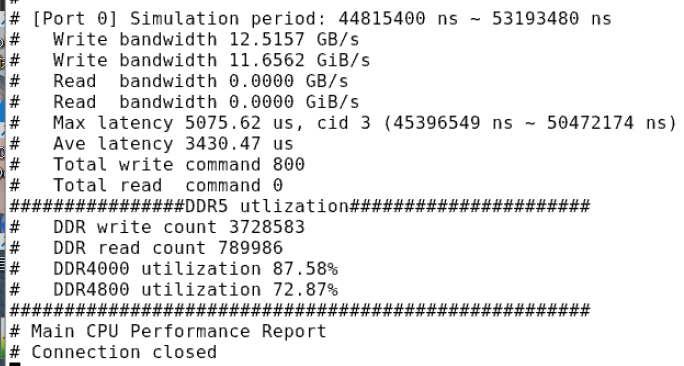 # [Port 0] Simulation period: 44815400 ns ~ 53193480 ns
#   Write bandwidth 12.5157 GB/s
#   Write bandwidth 11.6562 GiB/s
#   Read  bandwidth 0.0000 GB/s
#   Read  bandwidth 0.0000 GiB/s
#   Max latency 5075.62 us, cid 3 (45396549 ns ~ 50472174 ns)
#   Ave latency 3430.47 us
#   Total write command 800
#   Total read  command 0
################DDR5 utlization######################
#   DDR write count 3728583
#   DDR read count 789986
#   DDR4000 utilization 87.58%
#   DDR4800 utilization 72.87%
#####################################################
# Main CPU Performance Report
# Connection closed